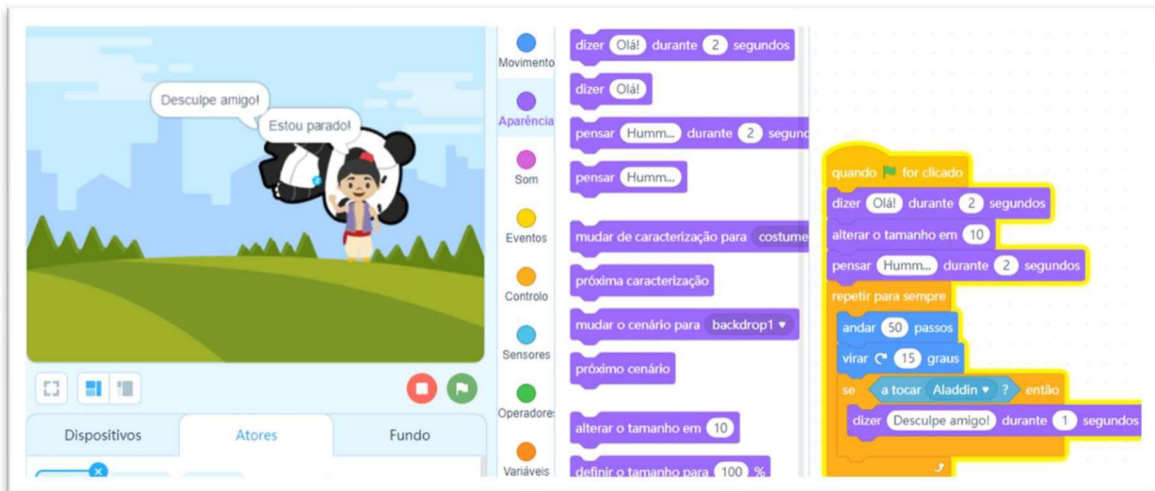 Desculpe amigo!
Estou parado!
Dispositivos
Atores
Fundo
Movimento
Aparência
Som
Eventos
Controlo
Sensores
Operadore
Variáveis
dizer Olá! durante 2 segundos
dizer Olá!
pensar Humm... durante 2 segund
pensar Humm...
mudar de caracterização para costume
próxima caracterização
mudar o cenário para backdrop1
próximo cenário
alterar o tamanho em 10
definir o tamanho para 100 %
quando for clicado
dizer Olá! durante 2 segundos
alterar o tamanho em 10
pensar Humm... durante 2 segundos
repetir para sempre
andar 50 passos
virar 15 graus
se a tocar Aladdin ? então
dizer Desculpe amigo! durante 1 segundos